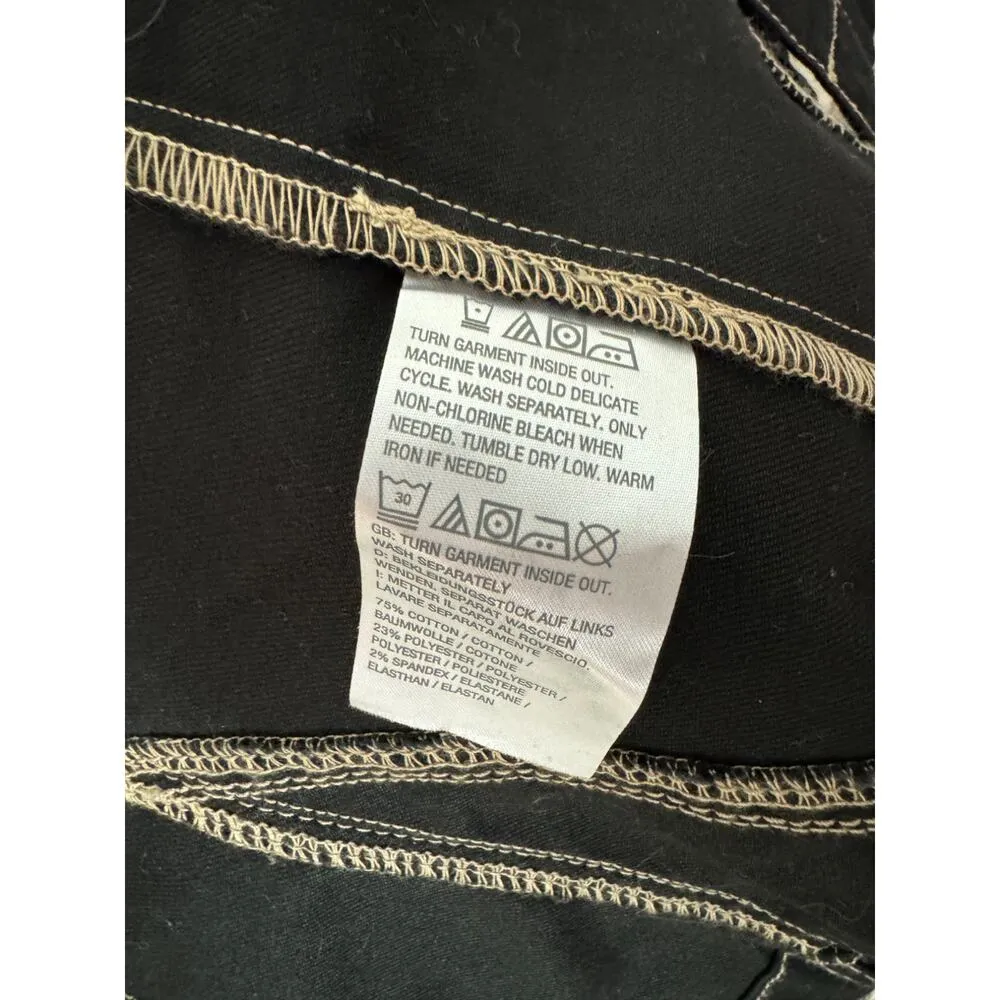 TURN GARMENT INSIDE OUT.
MACHINE WASH COLD DELICATE
CYCLE. WASH SEPARATELY. ONLY
NON-CHLORINE BLEACH WHEN
NEEDED. TUMBLE DRY LOW. WARM
IRON IF NEEDED
30
GB: TURN GARMENT INSIDE OUT.
WASH SEPARATELY
D: BEKLEIDUNGSSTÜCK AUF LINKS
WENDEN. SEPARAT WASCHEN
I: METTER IL CAPO AL ROVESCIO.
LAVARE SEPARATAMENTE
75% COTTON / COTTON /
BAUMWOLLE / COTONE
23% POLYESTER / POLYESTER /
POLYESTER / POLIESTERE
2% SPANDEX / ELASTANE /
ELASTHAN / ELASTAN